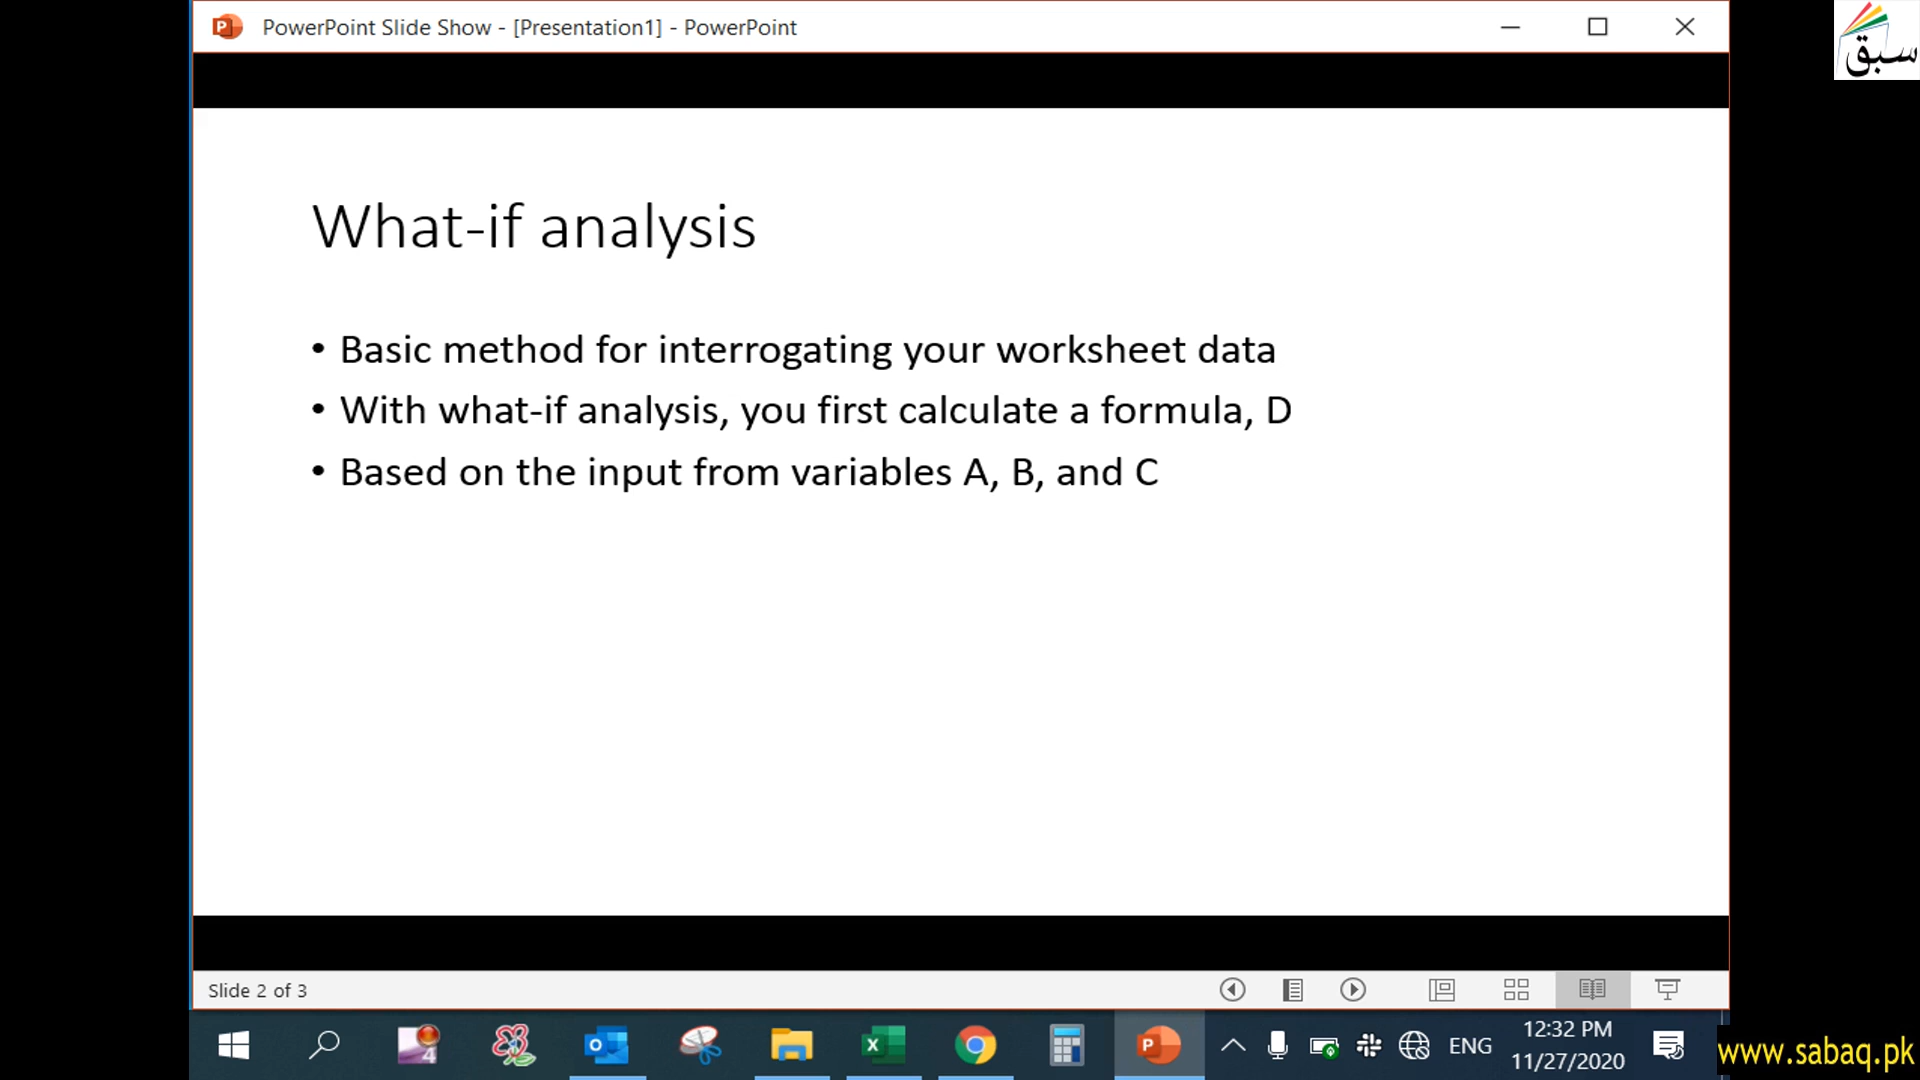 PowerPoint Slide Show - [Presentation1] - PowerPoint
سبق
What-if analysis
• Basic method for interrogating your worksheet data
• With what-if analysis, you first calculate a formula, D
• Based on the input from variables A, B, and C
Slide 2 of 3
4
ENG
12:32 PM
11/27/2020
www.sabaq.pk